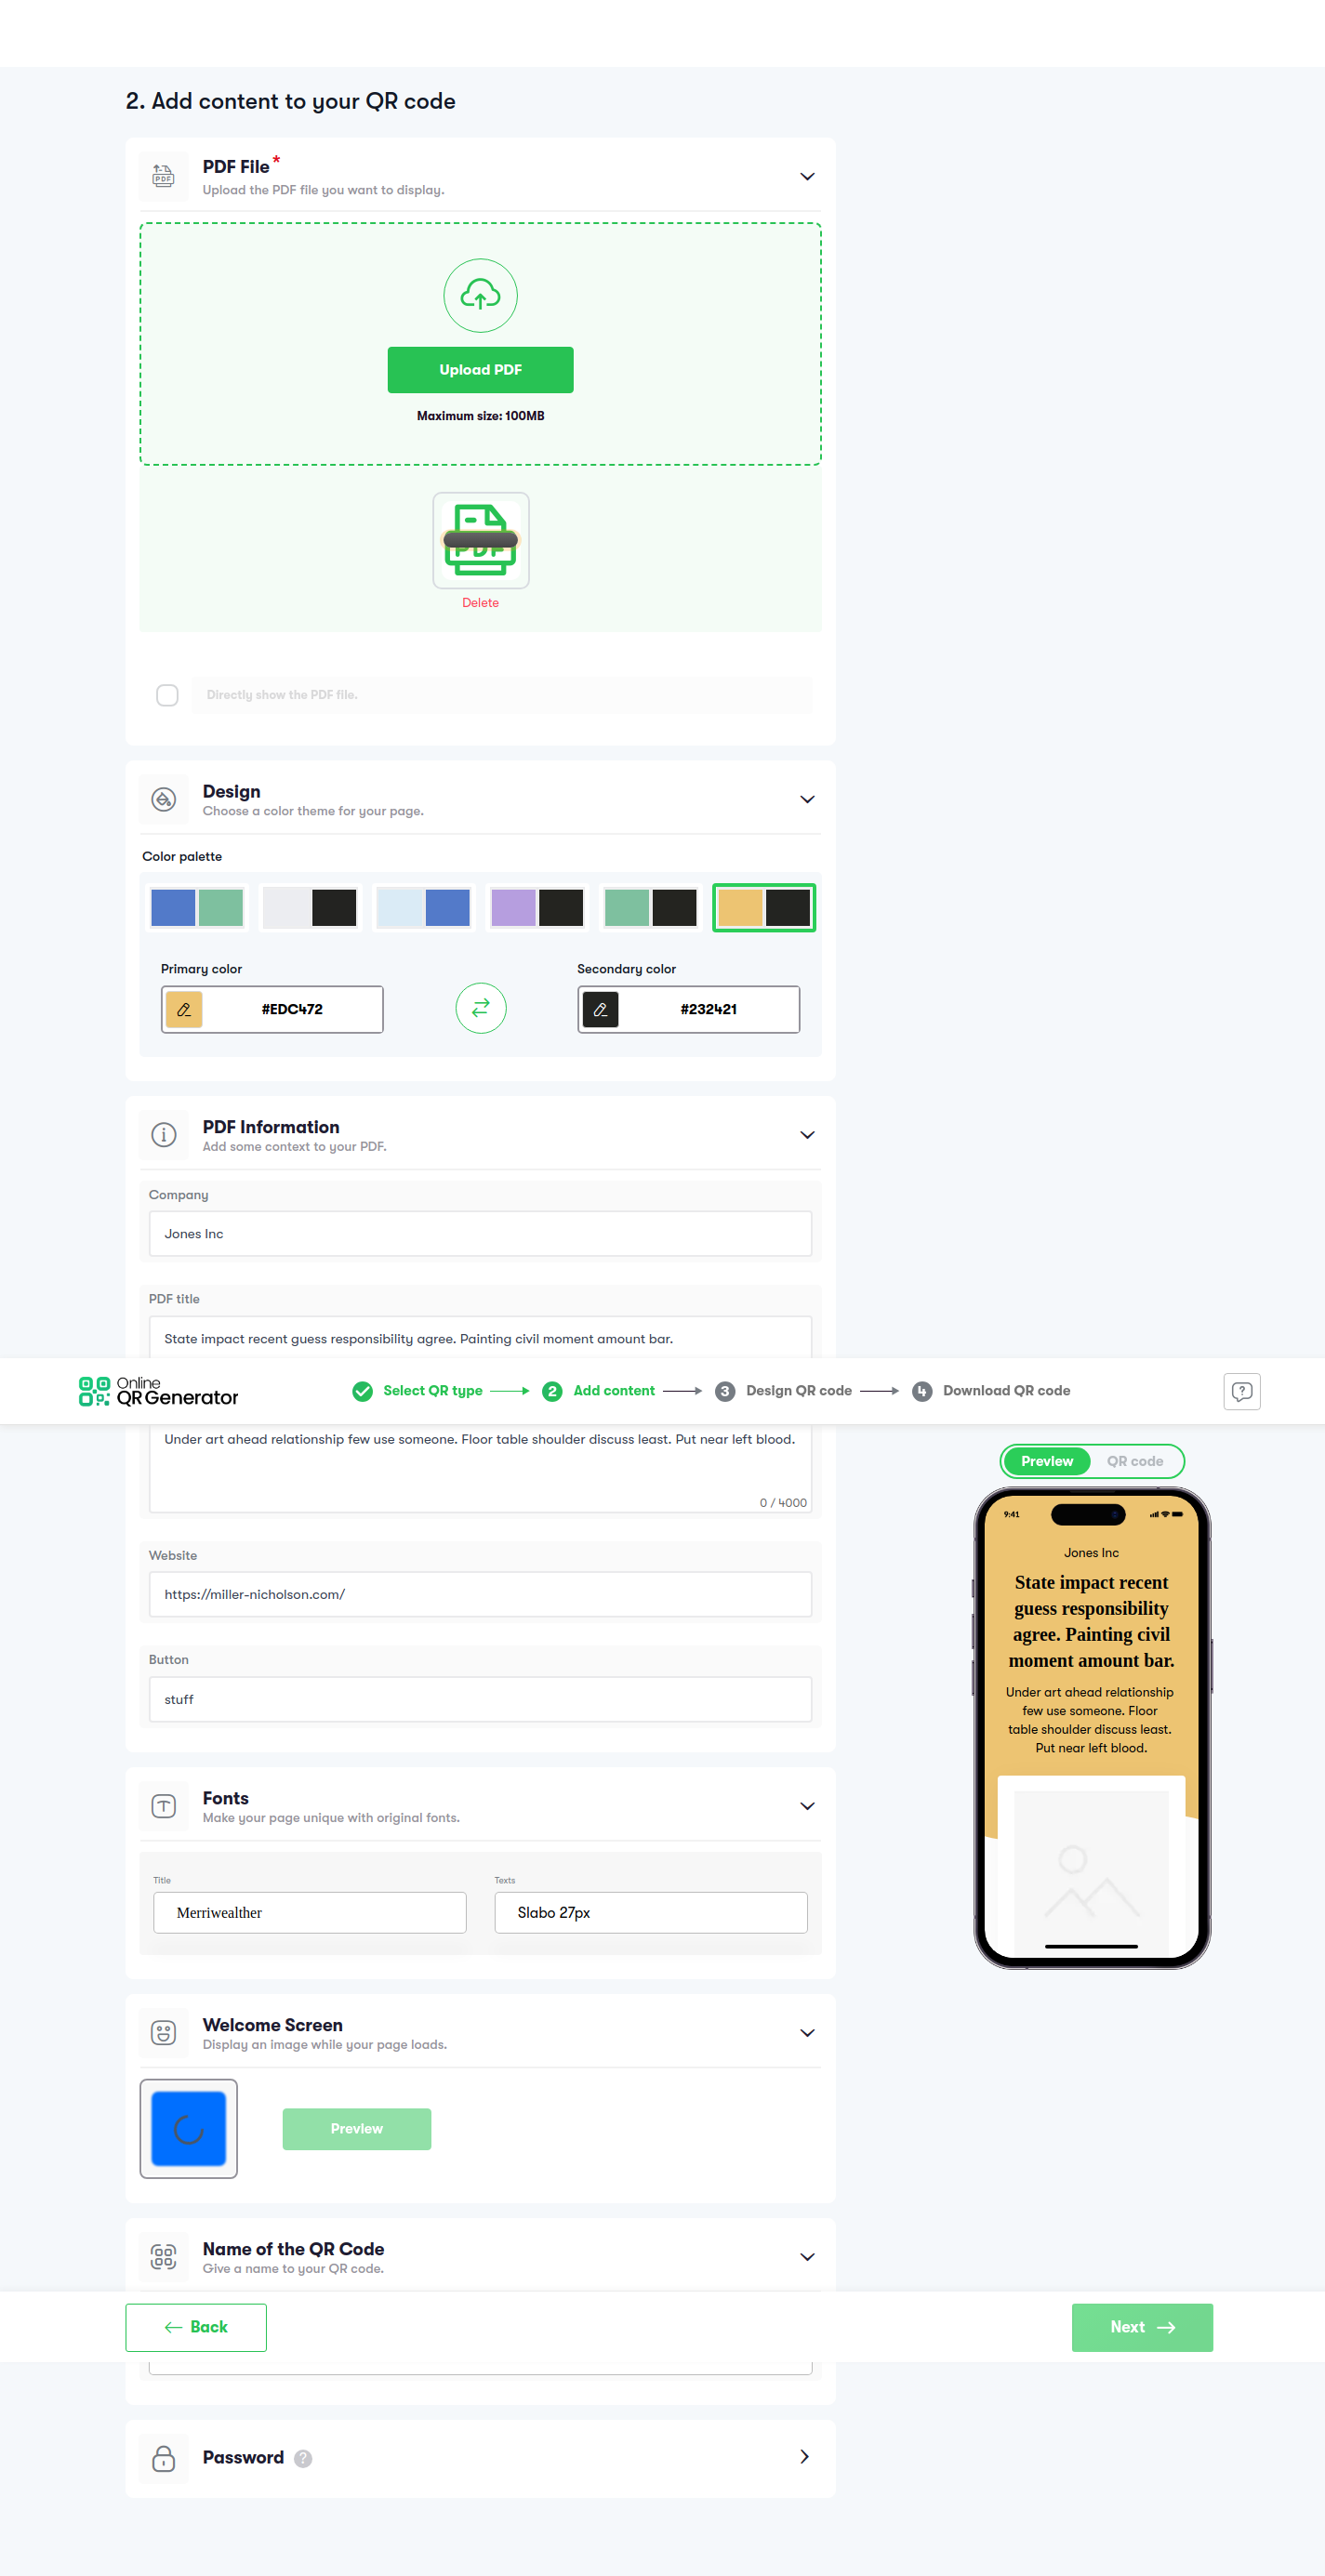 2. Add content to your QR code
PDF File *
Upload the PDF file you want to display.
Upload PDF
Maximum size: 100MB
PDF
Delete
Directly show the PDF file.
Design
Choose a color theme for your page.
Color palette
Primary color
Secondary color
#EDC472
#232421
PDF Information
Add some context to your PDF.
Company
Jones Inc
PDF title
State impact recent guess responsibility agree. Painting civil moment amount bar.
Online
QR Generator
Select QR type
2 Add content
3 Design QR code
4 Download QR code
Under art ahead relationship few use someone. Floor table shoulder discuss least. Put near left blood.
0 / 4000
Website
https://miller-nicholson.com/
Button
stuff
Preview
QR code
9:41
Jones Inc
State impact recent
guess responsibility
agree. Painting civil
moment amount bar.
Under art ahead relationship
few use someone. Floor
table shoulder discuss least.
Put near left blood.
Fonts
Make your page unique with original fonts.
Title
Texts
Merriwealther
Slabo 27px
Welcome Screen
Display an image while your page loads.
Preview
Name of the QR Code
Give a name to your QR code.
Back
Next
Password ?